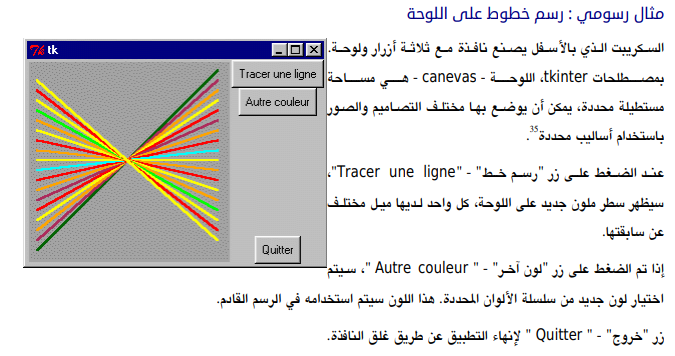 مثال رسومي : رسم خطوط على اللوحة
السكريبت الذي بالأسفل يصنع نافذة مع ثلاثة أزرار ولوحة.
بمصطلحات tkinter، اللوحة - canevas - هي مساحة
مستطيلة محددة، يمكن أن يوضع بها مختلف التصاميم والصور
باستخدام أساليب محددة35.
عند الضغط على زر "رسم خط" - "Tracer une ligne"،
سيظهر سطر ملون جديد على اللوحة، كل واحد لديها ميل مختلف
عن سابقتها.
إذا تم الضغط على زر "لون آخر" - " Autre couleur "، سيتم
اختيار لون جديد من سلسلة الألوان المحددة. هذا اللون سيتم استخدامه في الرسم القادم.
زر "خروج" - " Quitter " لإنهاء التطبيق عن طريق غلق النافذة.
tk
Tracer une ligne
Autre couleur
Quitter